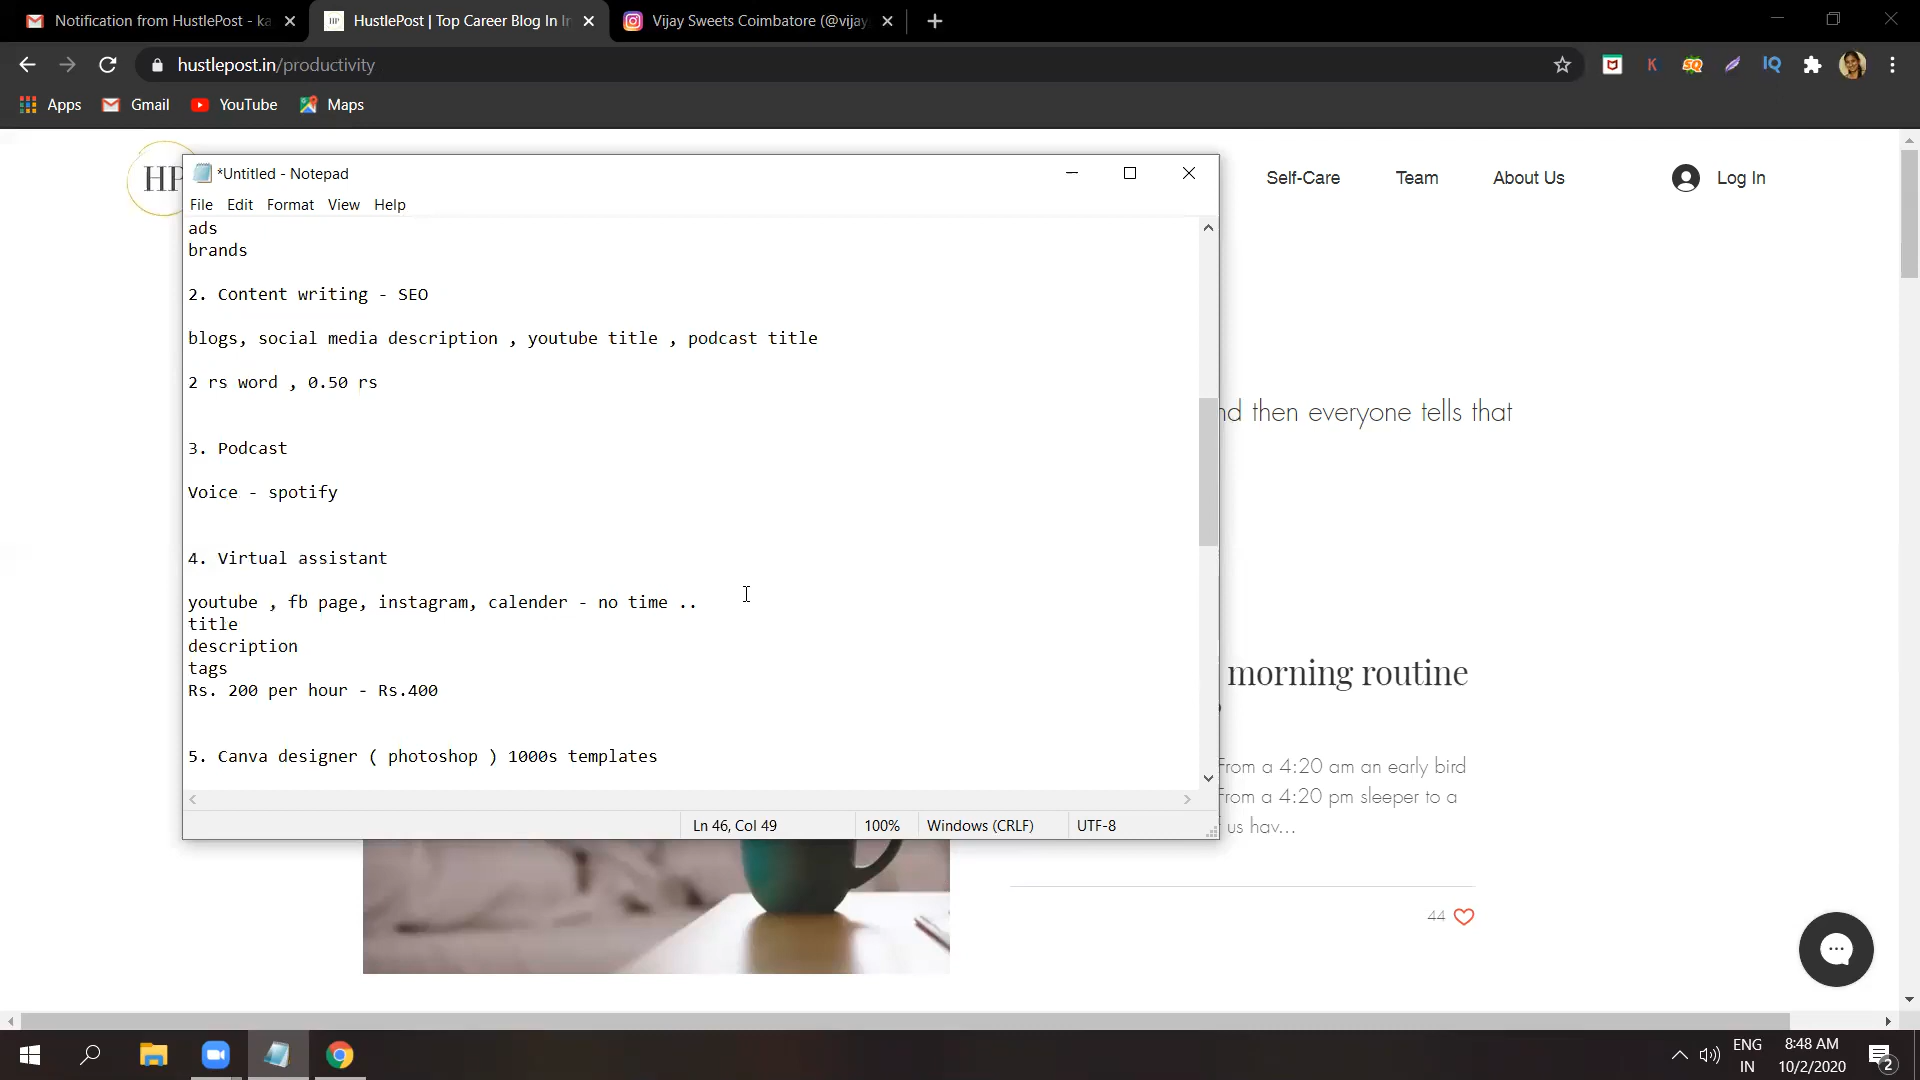 Notification from HustlePost - ka
HustlePost | Top Career Blog In In
Vijay Sweets Coimbatore (@vijay
hustlepost.in/productivity
Apps
Gmail
YouTube
Maps
HP
Self-Care
Team
About Us
Log In
*Untitled - Notepad
File Edit Format View Help
ads
brands
2. Content writing - SEO
blogs, social media description , youtube title , podcast title
2 rs word , 0.50 rs
3. Podcast
Voice - spotify
4. Virtual assistant
youtube , fb page, instagram, calender - no time ..
title
description
tags
Rs. 200 per hour - Rs.400
5. Canva designer ( photoshop ) 1000s templates
Ln 46, Col 49
100%
Windows (CRLF)
UTF-8
nd then everyone tells that
morning routine
From a 4:20 am an early bird
From a 4:20 pm sleeper to a
us hav...
44
ENG
IN
8:48 AM
10/2/2020
2